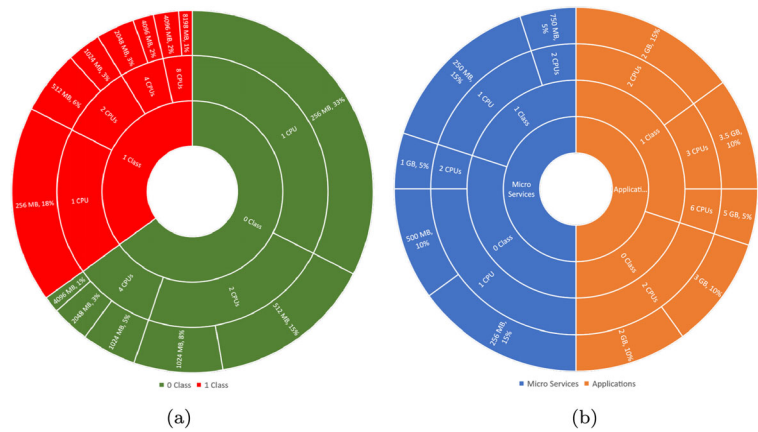 8198 MB, 1%
4096 MB, 2%
4096 MB, 2%
2048 MB, 3%
1024 MB, 3%
512 MB, 6%
256 MB, 18%
8 CPUs
4 CPUs
2 CPUs
1 CPU
1 Class
256 MB, 33%
1 CPU
0 Class
2 CPUs
4 CPUs
512 MB, 15%
1024 MB, 8%
1024 MB, 5%
2048 MB, 3%
4096 MB, 1%
0 Class
1 Class
(a)
750 MB,
5%
250 MB,
15%
1 GB, 5%
500 MB,
10%
256 MB,
15%
2 CPUs
1 CPU
2 CPUs
1 CPU
1 Class
0 Class
Micro
Services
Applicati...
1 Class
0 Class
2 CPUs
3 CPUs
6 CPUs
2 CPUs
3.5 GB,
10%
5 GB, 5%
3 GB, 10%
2 GB, 10%
Micro Services
Applications
(b)